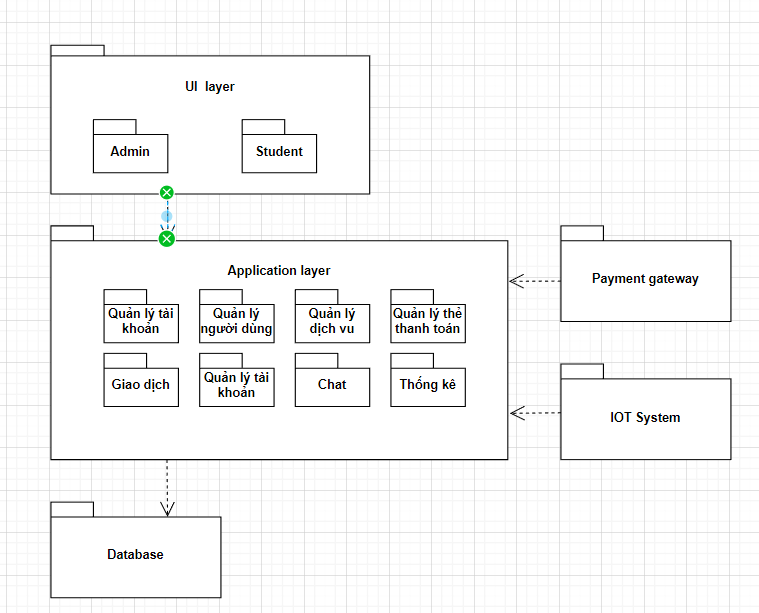 UI layer
Admin
Student
Application layer
Quản lý tài
khoản
Quản lý
người dùng
Quản lý
dịch vu
Quản lý thẻ
thanh toán
Giao dịch
Quản lý tài
khoản
Chat
Thống kê
Payment gateway
IOT System
Database